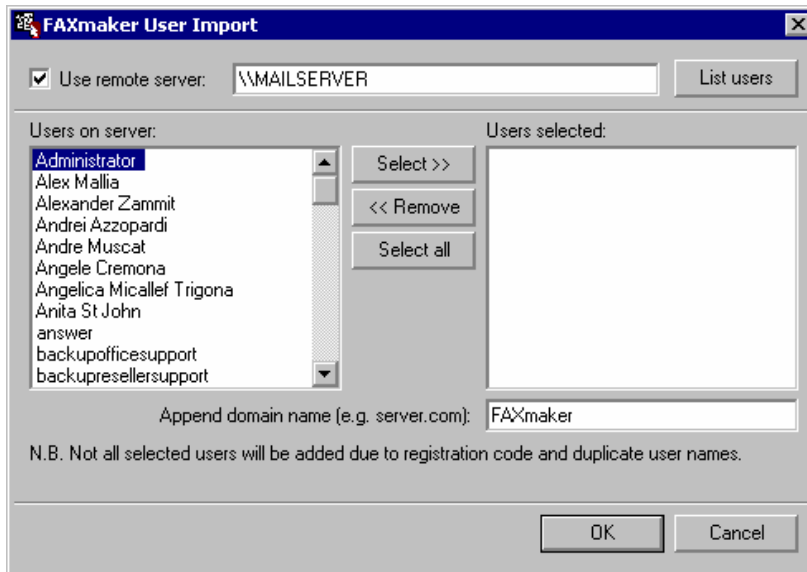 FAXmaker User Import
Use remote server: \\MAILSERVER List users
Users on server: Users selected:
Administrator
Alex Mallia
Alexander Zammit
Andrei Azzopardi
Andre Muscat
Angele Cremona
Angelica Micallef Trigona
Anita St John
answer
backupofficesupport
backupresellersupport
Select >>
<< Remove
Select all
Append domain name (e.g. server.com): FAXmaker
N.B. Not all selected users will be added due to registration code and duplicate user names.
OK Cancel